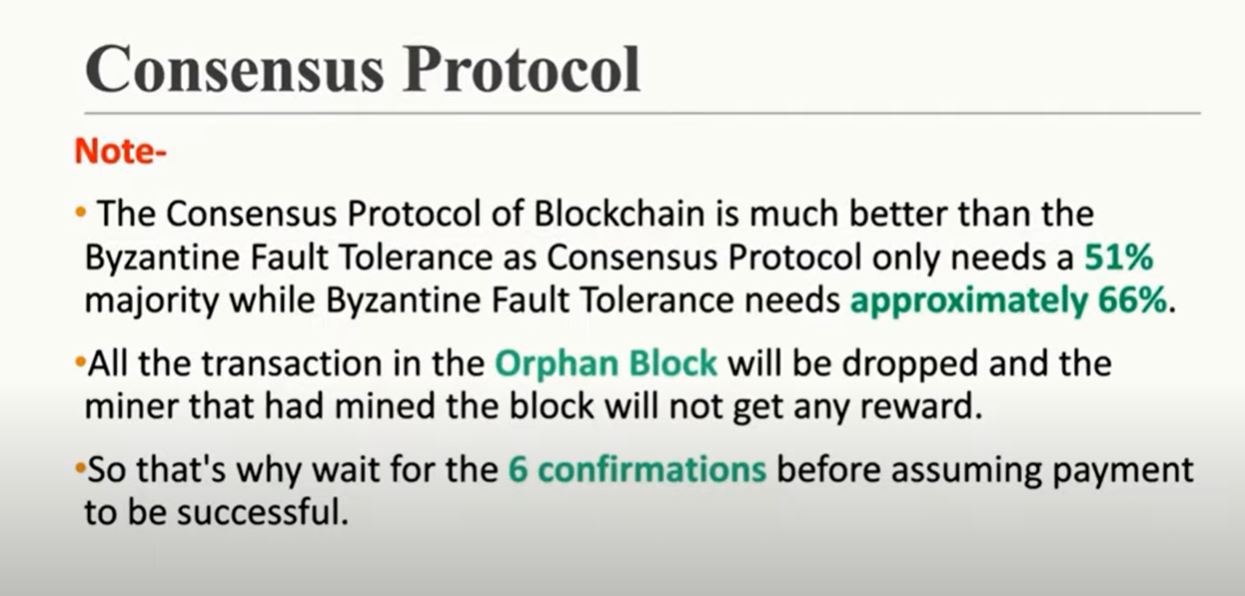 Consensus Protocol
Note-
• The Consensus Protocol of Blockchain is much better than the
Byzantine Fault Tolerance as Consensus Protocol only needs a 51%
majority while Byzantine Fault Tolerance needs approximately 66%.
•All the transaction in the Orphan Block will be dropped and the
miner that had mined the block will not get any reward.
•So that's why wait for the 6 confirmations before assuming payment
to be successful.